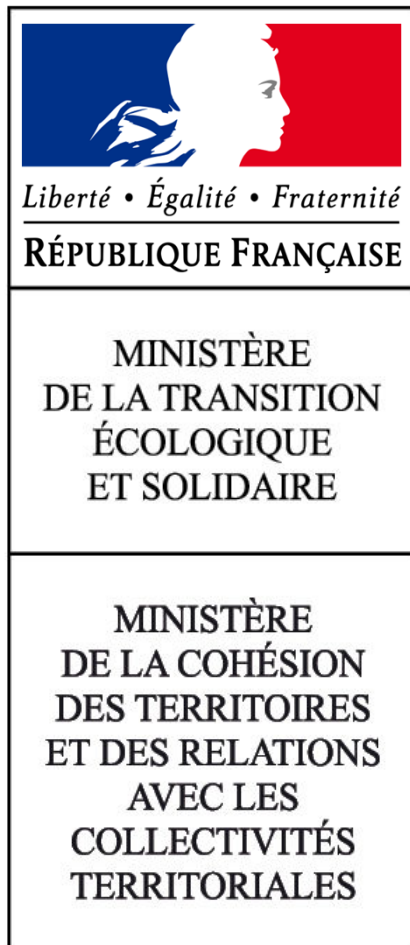 Liberté • Égalité • Fraternité
RÉPUBLIQUE FRANÇAISE
MINISTÈRE
DE LA TRANSITION
ÉCOLOGIQUE
ET SOLIDAIRE
MINISTÈRE
DE LA COHÉSION
DES TERRITOIRES
ET DES RELATIONS
AVEC LES
COLLECTIVITÉS
TERRITORIALES